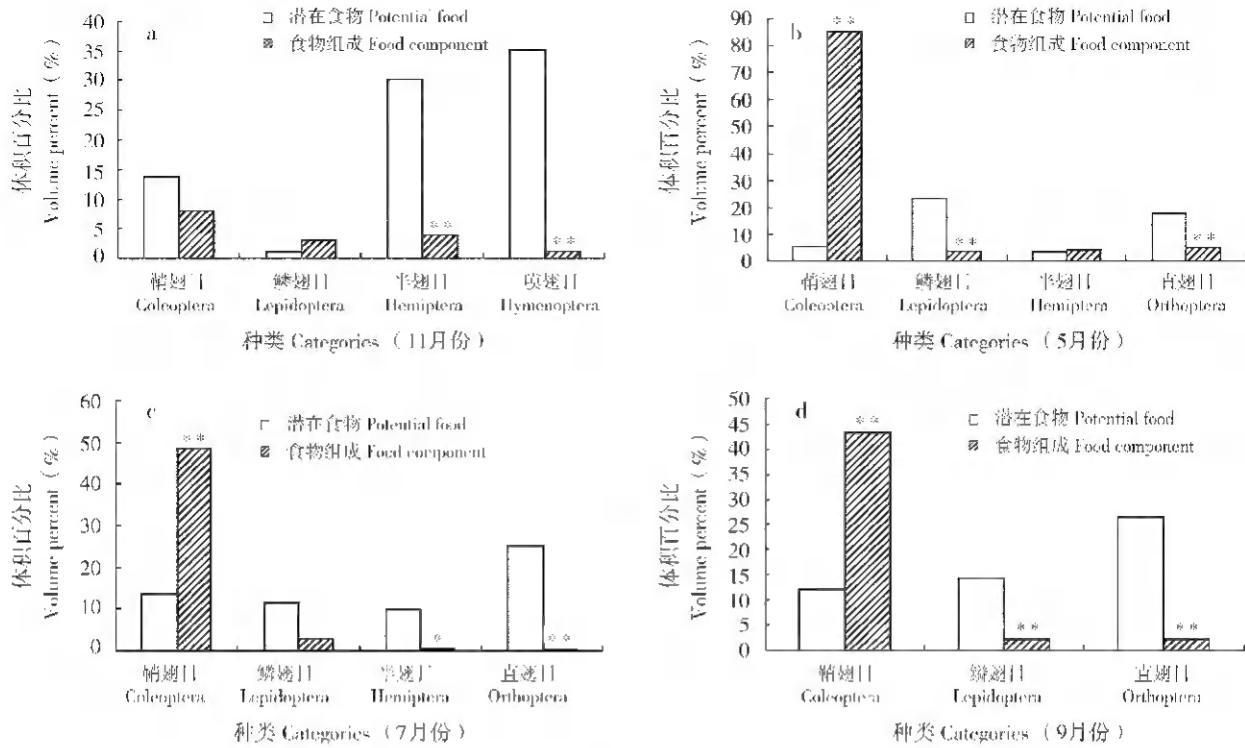 a
潜在食物 Potential food
食物组成 Food component
体积百分比
Volume percent(%)
40
35
30
25
20
15
10
5
0
**
**
鞘翅目
Coleoptera
鳞翅目
Lepidoptera
半翅目
Hemiptera
膜翅目
Hymenoptera
种类 Categories(11月份)
b
潜在食物 Potential food
食物组成 Food component
体积百分比
Volume percent(%)
90
80
70
60
50
40
30
20
10
0
**
**
**
鞘翅目
Coleoptera
鳞翅目
Lepidoptera
半翅目
Hemiptera
直翅目
Orthoptera
种类 Categories(5月份)
c
潜在食物 Potential food
食物组成 Food component
体积百分比
Volume percent(%)
60
50
40
30
20
10
0
**
*
**
鞘翅目
Coleoptera
鳞翅目
Lepidoptera
半翅目
Hemiptera
直翅目
Orthoptera
种类 Categories(7月份)
d
潜在食物 Potential food
食物组成 Food component
体积百分比
Volume percent(%)
50
45
40
35
30
25
20
15
10
5
0
**
**
**
鞘翅目
Coleoptera
鳞翅目
Lepidoptera
直翅目
Orthoptera
种类 Categories(9月份)